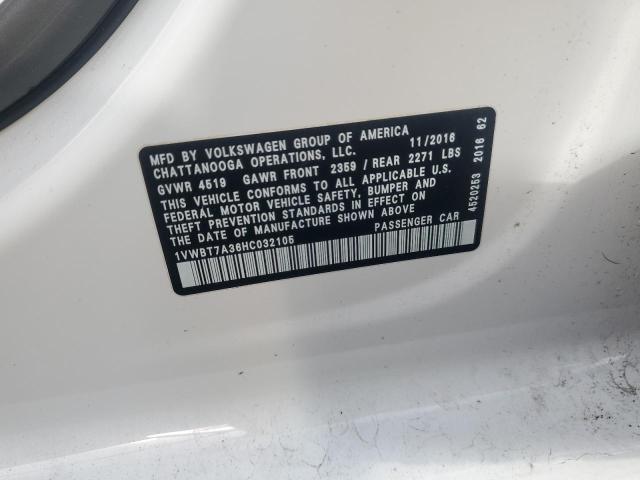 MFD BY VOLKSWAGEN GROUP OF AMERICA 11/2016
CHATTANOOGA OPERATIONS, LLC.
GVWR 4519 GAWR FRONT 2359 / REAR 2271 LBS
THIS VEHICLE CONFORMS TO ALL APPLICABLE U.S.
FEDERAL MOTOR VEHICLE SAFETY, BUMPER AND
THEFT PREVENTION STANDARDS IN EFFECT ON
THE DATE OF MANUFACTURE SHOWN ABOVE
1VWBT7A36HC032105 PASSENGER CAR
4520253 2016 62